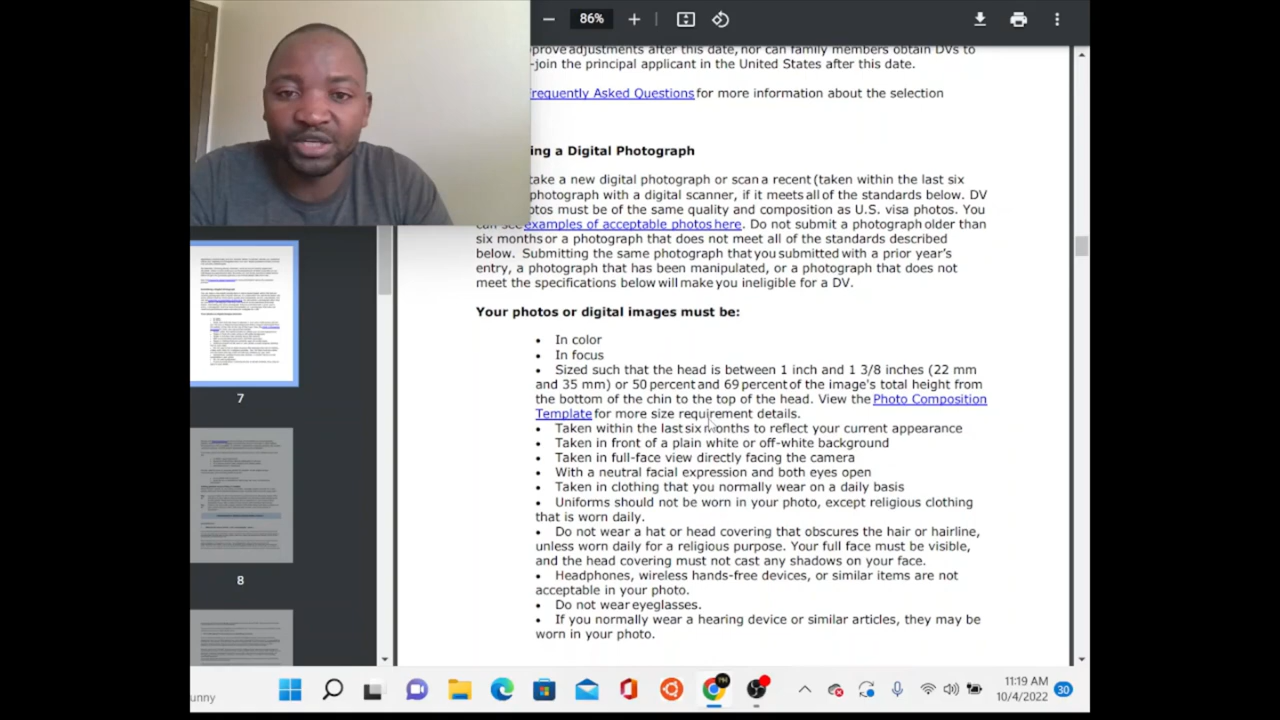 86%
prove adjustments after this date, nor can family members obtain DVs to
-join the principal applicant in the United States after this date.
Frequently Asked Questions for more information about the selection
ing a Digital Photograph
take a new digital photograph or scan a recent (taken within the last six
photograph with a digital scanner, if it meets all of the standards below. DV
otos must be of the same quality and composition as U.S. visa photos. You
can see examples of acceptable photos here. Do not submit a photograph older than
six months or a photograph that does not meet all of the standards described
below. Submitting the same photograph that you submitted with a prior year's
entry, a photograph that has been manipulated, or a photograph that does not
meet the specifications below will make you ineligible for a DV.
Your photos or digital images must be:
• In color
• In focus
• Sized such that the head is between 1 inch and 1 3/8 inches (22 mm
and 35 mm) or 50 percent and 69 percent of the image's total height from
the bottom of the chin to the top of the head. View the Photo Composition
Template for more size requirement details.
• Taken within the last six months to reflect your current appearance
• Taken in front of a plain white or off-white background
• Taken in full-face view directly facing the camera
• With a neutral facial expression and both eyes open
• Taken in clothing that you normally wear on a daily basis
• Uniforms should not be worn in your photo, except religious clothing
that is worn daily.
• Do not wear a hat or head covering that obscures the hair or hairline,
unless worn daily for a religious purpose. Your full face must be visible,
and the head covering must not cast any shadows on your face.
• Headphones, wireless hands-free devices, or similar items are not
acceptable in your photo.
• Do not wear eyeglasses.
• If you normally wear a hearing device or similar articles, they may be
worn in your photo.
7
8
unny
PM
11:19 AM
10/4/2022
30